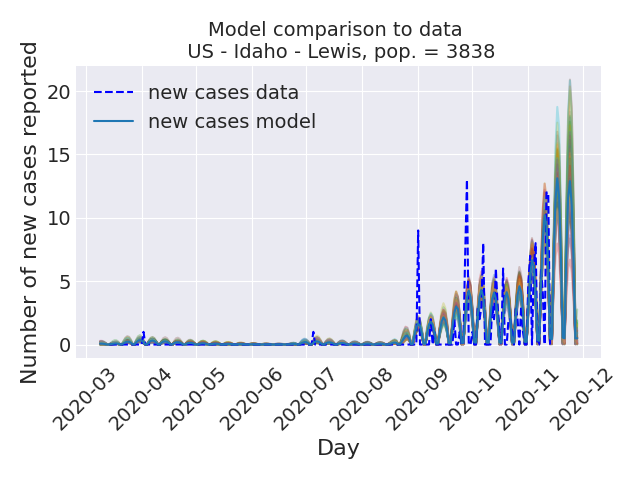 Model comparison to data
US - Idaho - Lewis, pop. = 3838
Number of new cases reported
20
15
10
5
0
new cases data
new cases model
2020-03
2020-04
2020-05
2020-06
2020-07
2020-08
2020-09
2020-10
2020-11
2020-12
Day